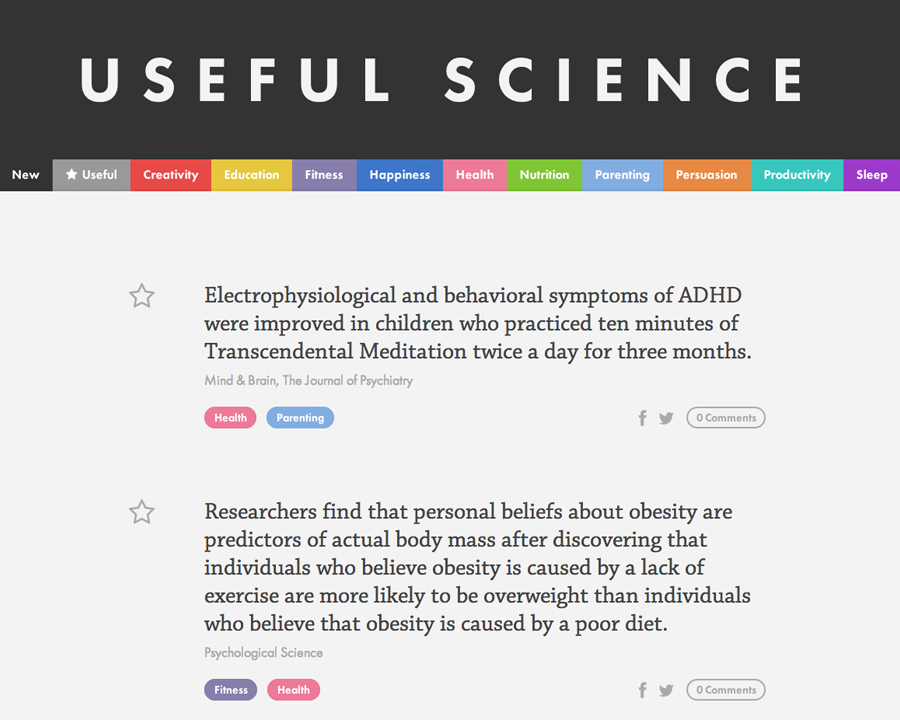 USEFUL SCIENCE
New Useful Creativity Education Fitness Happiness Health Nutrition Parenting Persuasion Productivity Sleep
Electrophysiological and behavioral symptoms of ADHD
were improved in children who practiced ten minutes of
Transcendental Meditation twice a day for three months.
Mind & Brain, The Journal of Psychiatry
Health Parenting 0 Comments
Researchers find that personal beliefs about obesity are
predictors of actual body mass after discovering that
individuals who believe obesity is caused by a lack of
exercise are more likely to be overweight than individuals
who believe that obesity is caused by a poor diet.
Psychological Science
Fitness Health 0 Comments